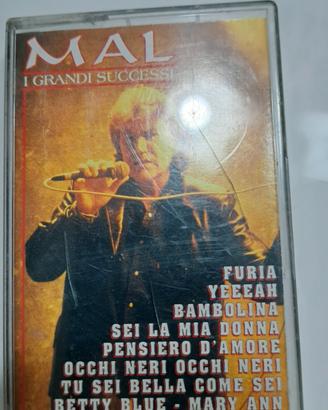 MAL
I GRANDI SUCCESSI
FURIA
YEEEAH
BAMBOLINA
SEI LA MIA DONNA
PENSIERO D'AMORE
OCCHI NERI OCCHI NERI
TU SEI BELLA COME SEI
BETTY BLUE - MARY ANN